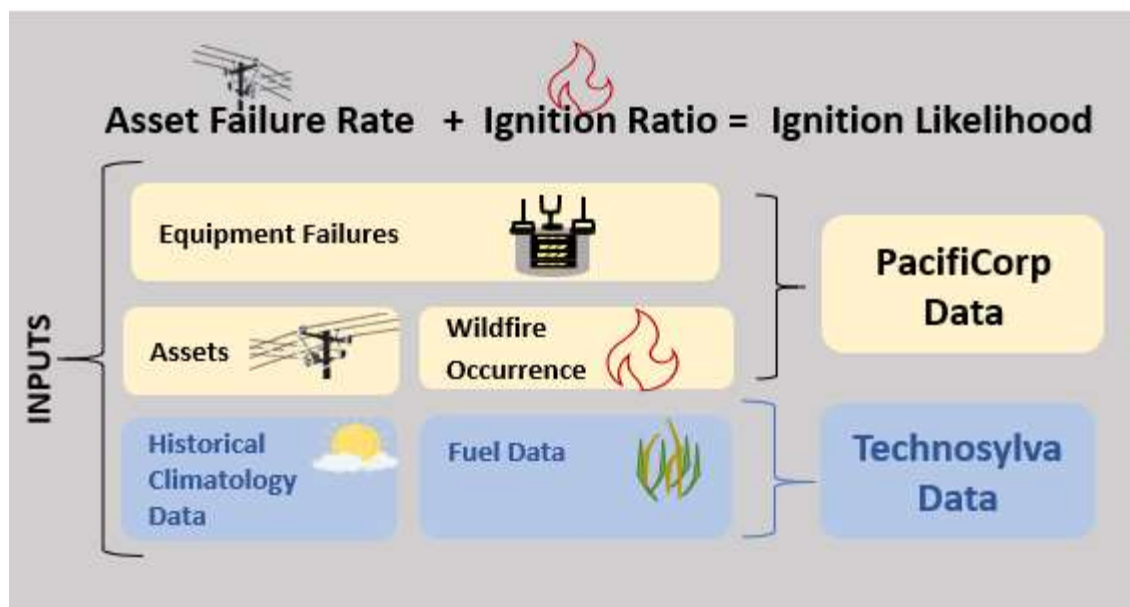 Asset Failure Rate + Ignition Ratio = Ignition Likelihood
INPUTS
Equipment Failures
Assets
Wildfire
Occurrence
Historical
Climatology
Data
Fuel Data
PacifiCorp
Data
Technosylva
Data